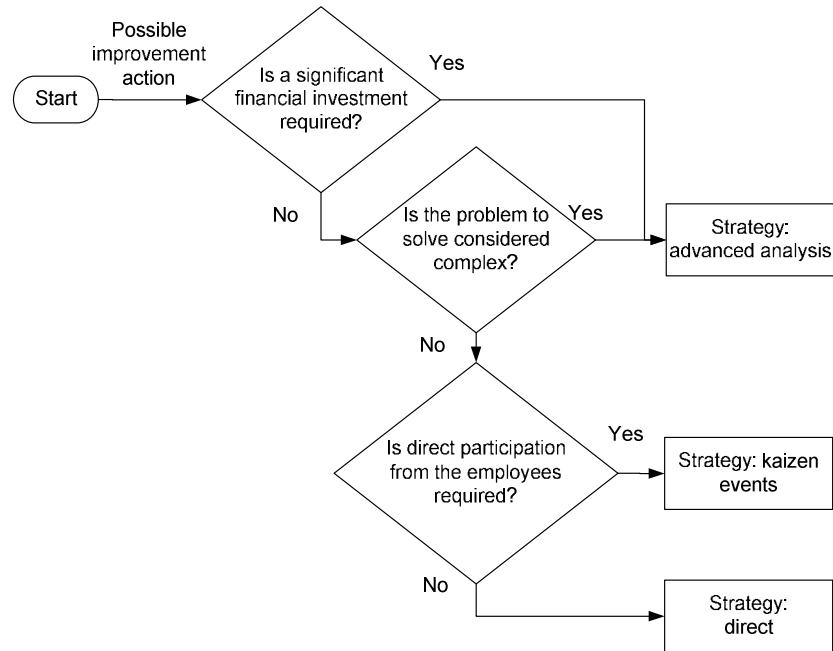 Possible
improvement
action
Start
Is a significant
financial investment
required?
Yes
No
Is the problem to
solve considered
complex?
Yes
Strategy:
advanced analysis
No
Is direct participation
from the employees
required?
Yes
Strategy: kaizen
events
No
Strategy:
direct